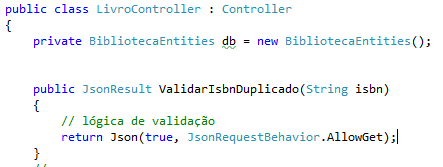 public class LivroController : Controller
{
private BibliotecaEntities db = new BibliotecaEntities();
public JsonResult ValidarIsbnDuplicado(String isbn)
{
// lógica de validação
return Json(true, JsonRequestBehavior.AllowGet);
}
//